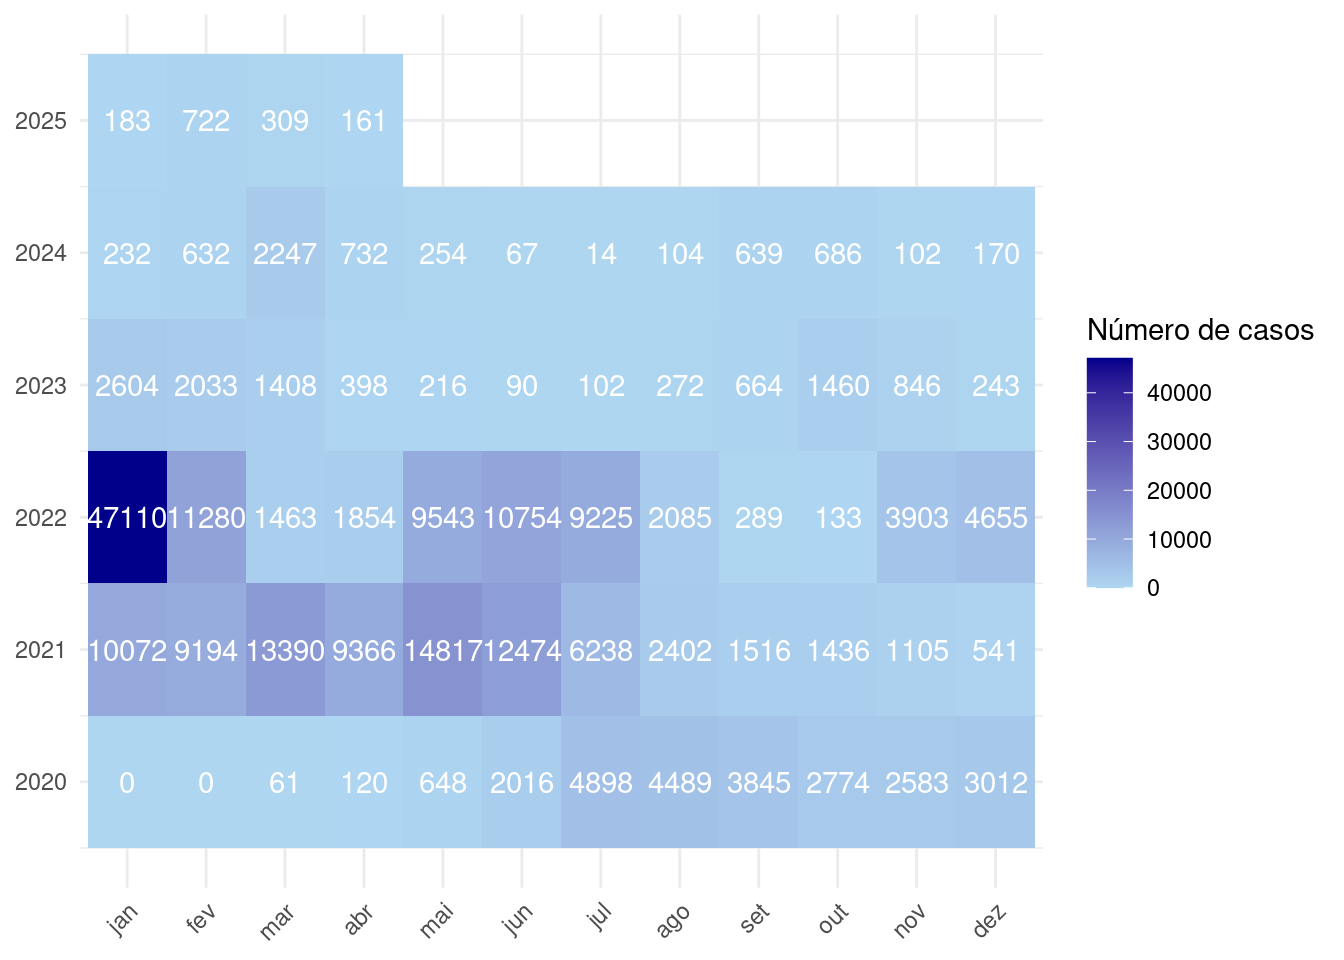 2025 183 722 309 161
2024 232 632 2247 732 254 67 14 104 639 686 102 170
Número de casos
2023 2604 2033 1408 398 216 90 102 272 664 1460 846 243
40000
30000
2022 47110 11280 1463 1854 9543 10754 9225 2085 289 133 3903 4655
20000
10000
0
2021 10072 9194 13390 9366 14817 12474 6238 2402 1516 1436 1105 541
2020 0 0 61 120 648 2016 4898 4489 3845 2774 2583 3012
jan fev mar abr mai jun jul ago set out nov dez